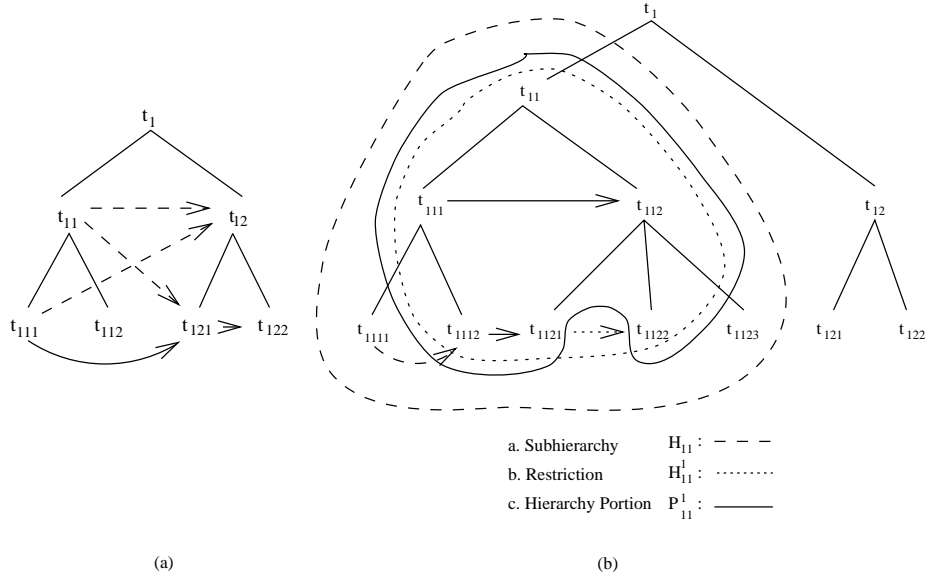 t1
t1
t11
t1
t11
t12
t111
t112
t12
t111
t112
t121
t122
t1111
t1112
t1121
t1122
t1123
t121
t122
a. Subhierarchy H11 :
b. Restriction H¹11 :
c. Hierarchy Portion P¹11 :
(a)
(b)